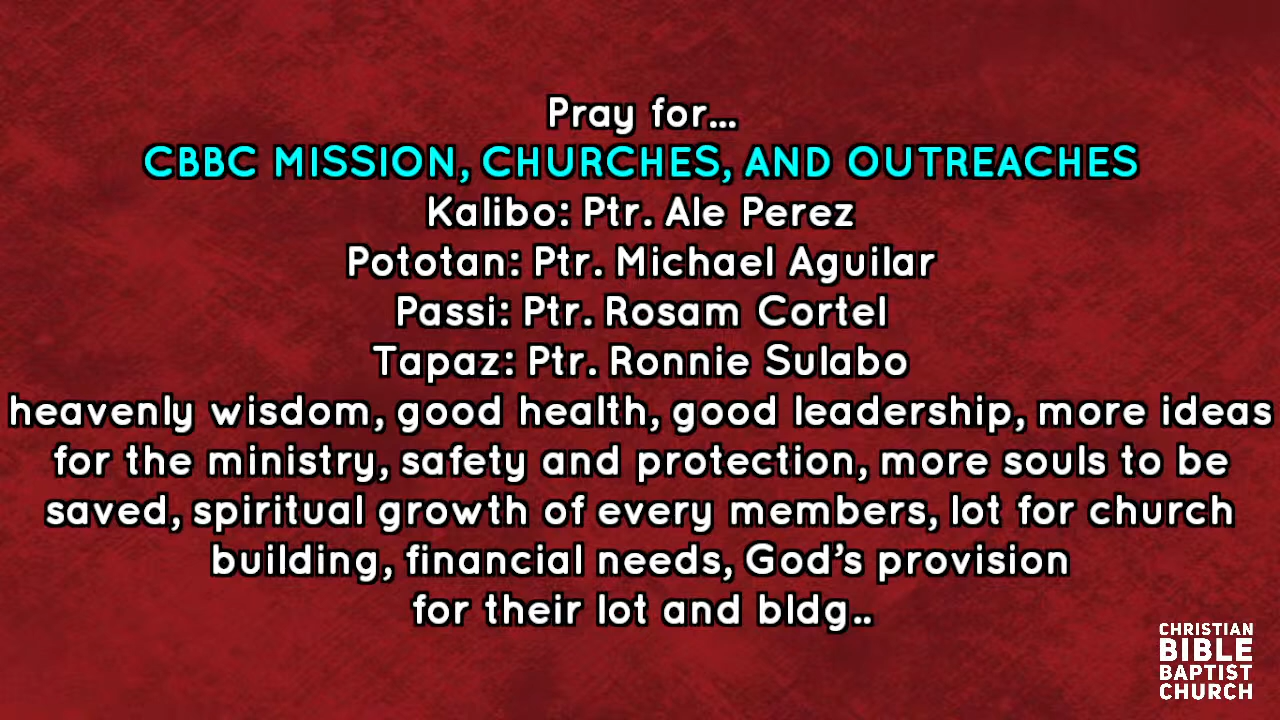 Pray for...
CBBC MISSION, CHURCHES, AND OUTREACHES
Kalibo: Ptr. Ale Perez
Pototan: Ptr. Michael Aguilar
Passi: Ptr. Rosam Cortel
Tapaz: Ptr. Ronnie Sulabo
heavenly wisdom, good health, good leadership, more ideas
for the ministry, safety and protection, more souls to be
saved, spiritual growth of every members, lot for church
building, financial needs, God's provision
for their lot and bldg..
CHRISTIAN
BIBLE
BAPTIST
CHURCH